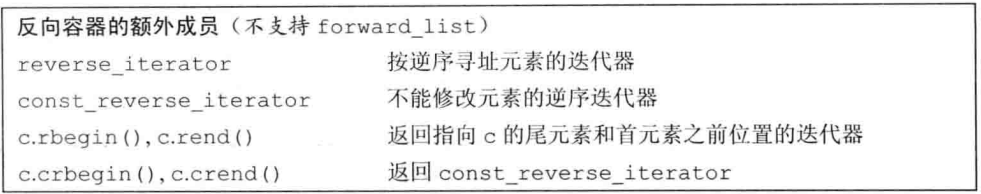 反向容器的额外成员（不支持 forward_list）
reverse_iterator 按逆序寻址元素的迭代器
const_reverse_iterator 不能修改元素的逆序迭代器
c.rbegin(),c.rend() 返回指向 c 的尾元素和首元素之前位置的迭代器
c.crbegin(),c.crend() 返回 const_reverse_iterator